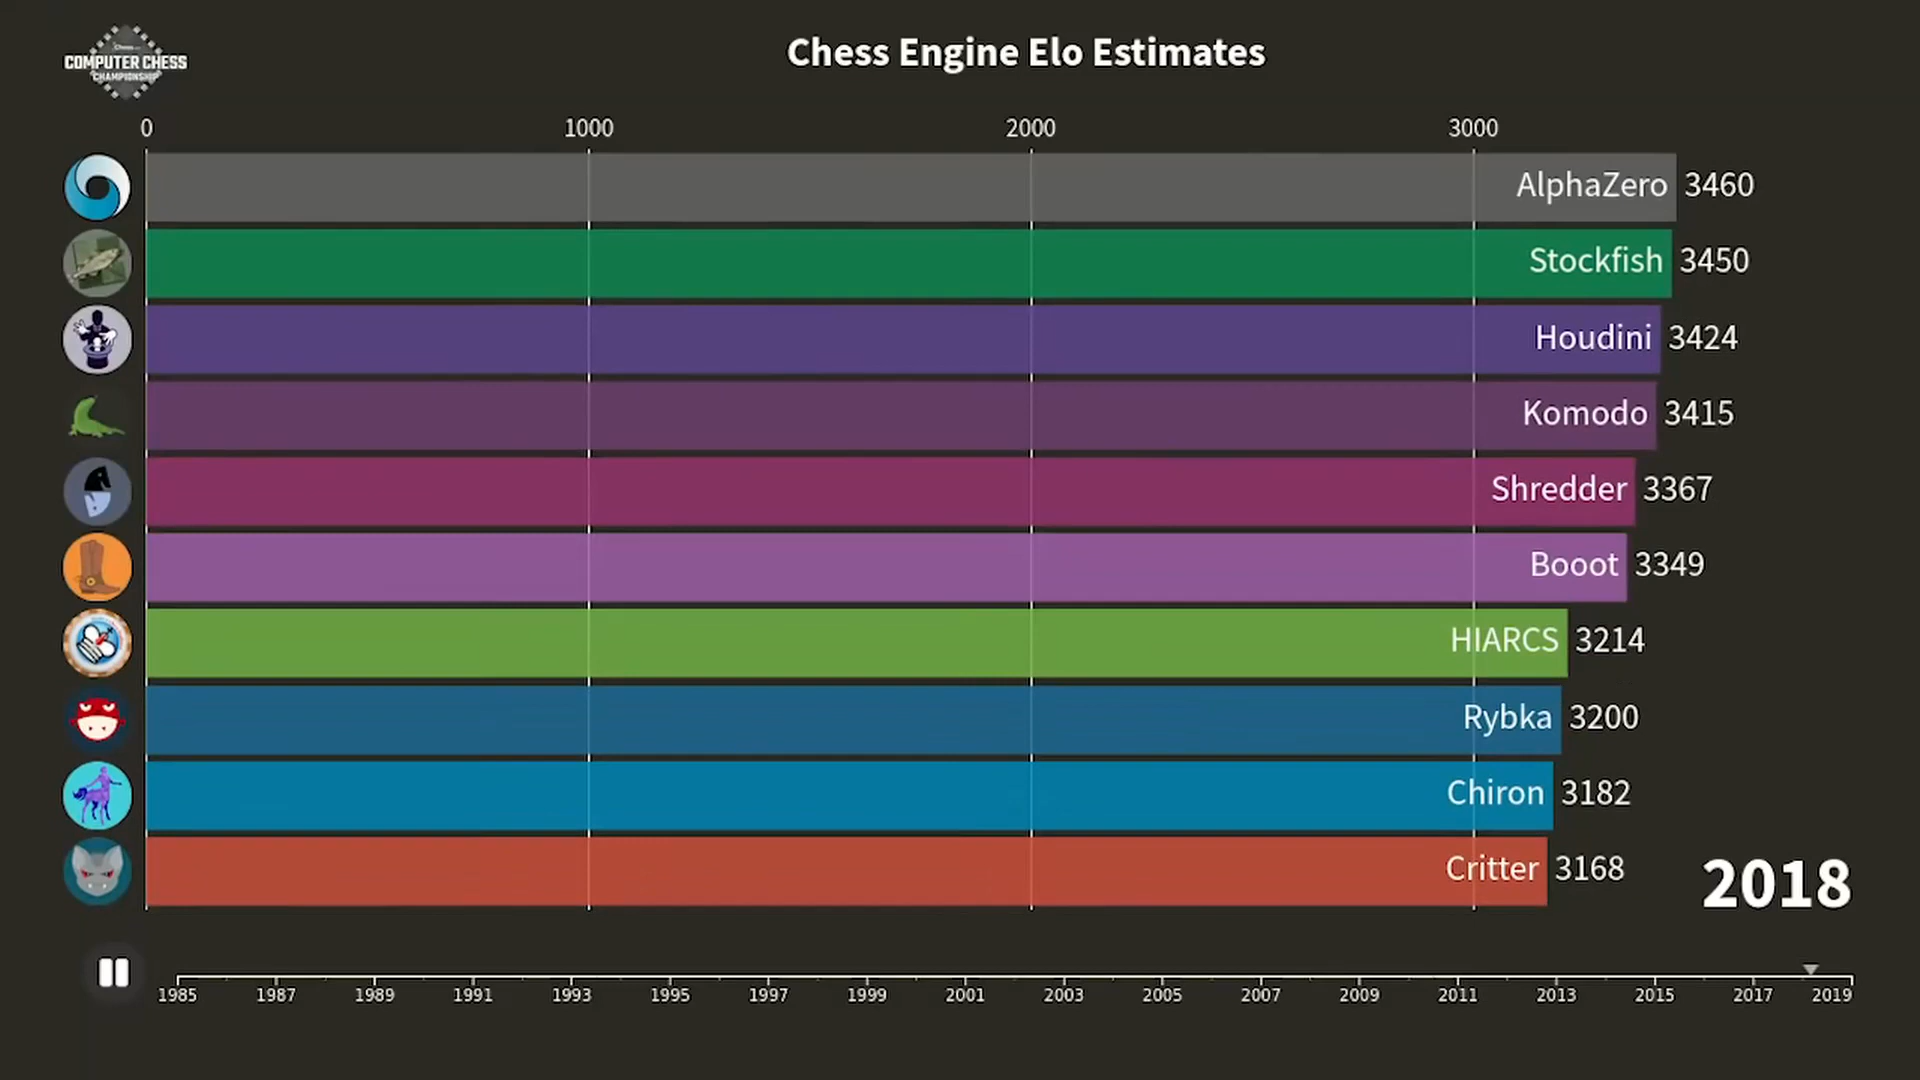 Chess.com
COMPUTER CHESS
CHAMPIONSHIP
Chess Engine Elo Estimates
0 1000 2000 3000
AlphaZero 3460
Stockfish 3450
Houdini 3424
Komodo 3415
Shredder 3367
Booot 3349
HIARCS 3214
Rybka 3200
Chiron 3182
Critter 3168
2018
1985 1987 1989 1991 1993 1995 1997 1999 2001 2003 2005 2007 2009 2011 2013 2015 2017 2019